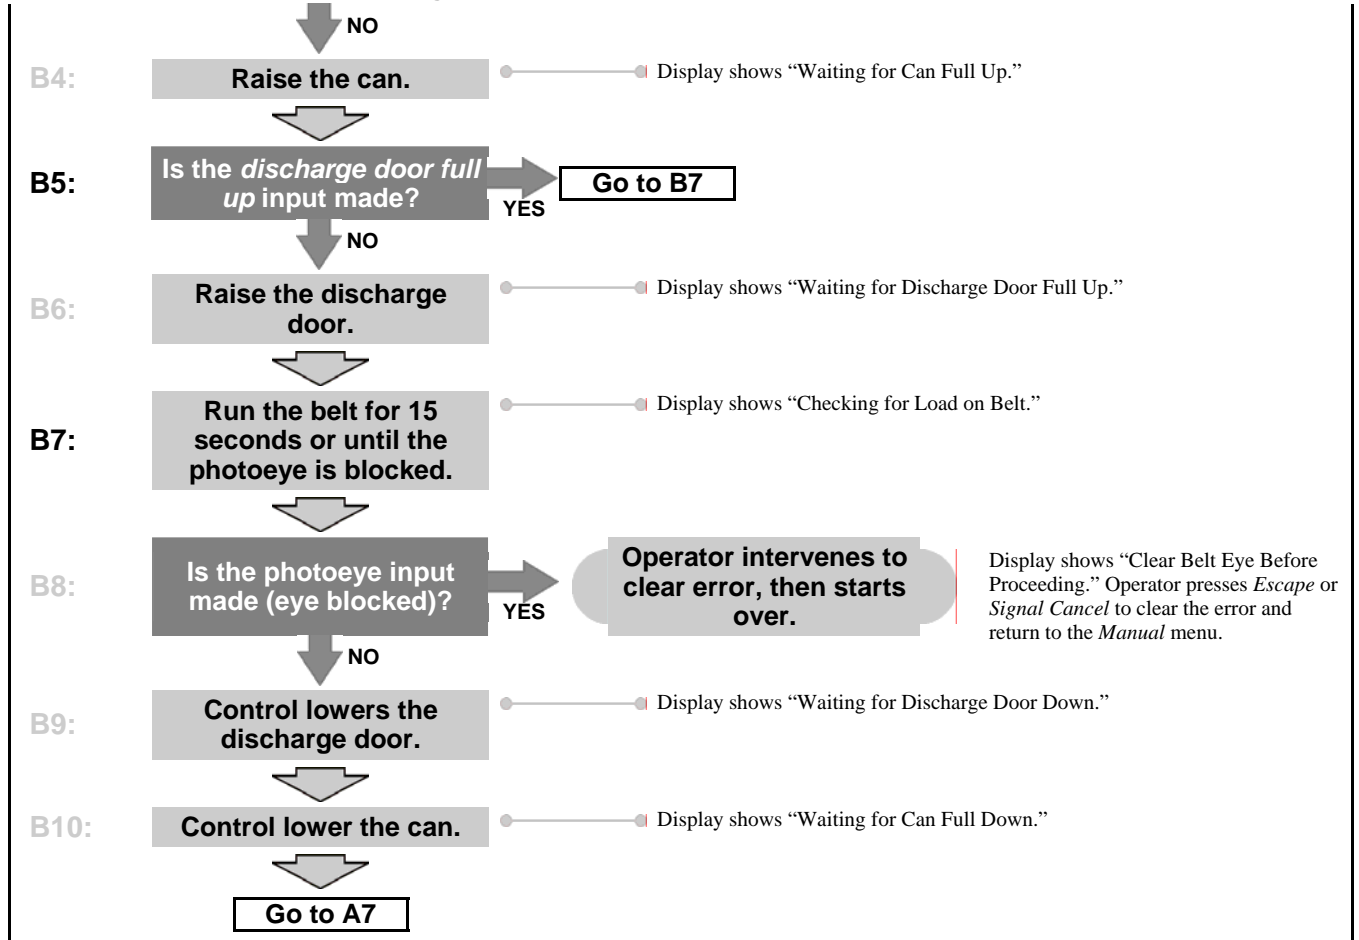 NO
B4:
Raise the can.
Display shows “Waiting for Can Full Up.”
B5:
Is the discharge door full
up input made?
YES
Go to B7
NO
B6:
Raise the discharge
door.
Display shows “Waiting for Discharge Door Full Up.”
B7:
Run the belt for 15
seconds or until the
photoeye is blocked.
Display shows “Checking for Load on Belt.”
B8:
Is the photoeye input
made (eye blocked)?
YES
Operator intervenes to
clear error, then starts
over.
Display shows “Clear Belt Eye Before
Proceeding.” Operator presses Escape or
Signal Cancel to clear the error and
return to the Manual menu.
NO
B9:
Control lowers the
discharge door.
Display shows “Waiting for Discharge Door Down.”
B10:
Control lower the can.
Display shows “Waiting for Can Full Down.”
Go to A7